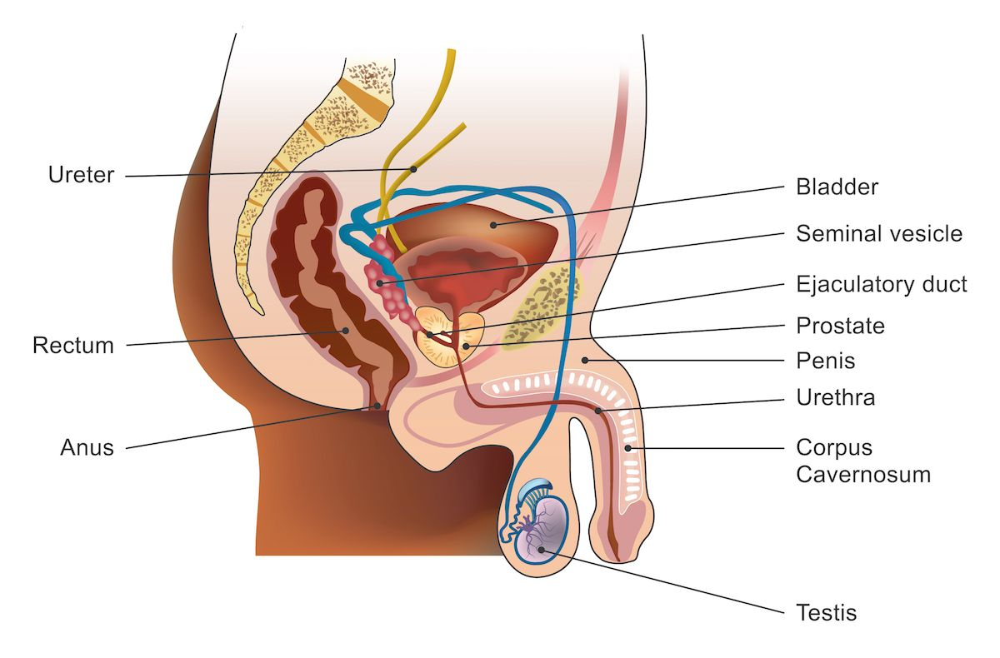 Ureter
Rectum
Anus
Bladder
Seminal vesicle
Ejaculatory duct
Prostate
Penis
Urethra
Corpus
Cavernosum
Testis